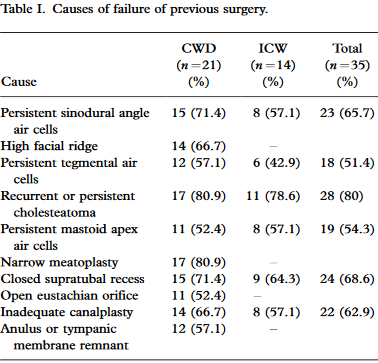 Table I. Causes of failure of previous surgery.
CWD ICW Total
(n = 21) (n = 14) (n = 35)
Cause (%) (%) (%)
Persistent sinodural angle 15 (71.4) 8 (57.1) 23 (65.7)
air cells
High facial ridge 14 (66.7) –
Persistent tegmental air 12 (57.1) 6 (42.9) 18 (51.4)
cells
Recurrent or persistent 17 (80.9) 11 (78.6) 28 (80)
cholesteatoma
Persistent mastoid apex 11 (52.4) 8 (57.1) 19 (54.3)
air cells
Narrow meatoplasty 17 (80.9) –
Closed supratubal recess 15 (71.4) 9 (64.3) 24 (68.6)
Open eustachian orifice 11 (52.4) –
Inadequate canalplasty 14 (66.7) 8 (57.1) 22 (62.9)
Anulus or tympanic 12 (57.1) –
membrane remnant